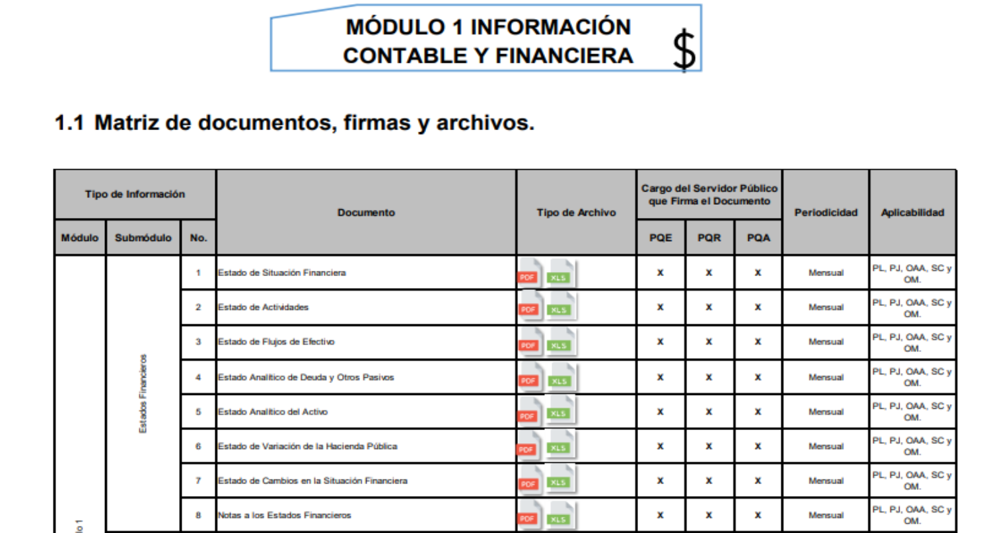 MÓDULO 1 INFORMACIÓN
CONTABLE Y FINANCIERA $
1.1 Matriz de documentos, firmas y archivos.
Tipo de Información
Documento
Tipo de Archivo
Cargo del Servidor Público
que Firma el Documento
Periodicidad
Aplicabilidad
Módulo Submódulo No. PQE PQR PQA
Estados Financieros
1 Estado de Situación Financiera PDF XLS X X X Mensual PL, PJ, OAA, SC y
OM.
2 Estado de Actividades PDF XLS X X X Mensual PL, PJ, OAA, SC y
OM.
3 Estado de Flujos de Efectivo PDF XLS X X X Mensual PL, PJ, OAA, SC y
OM.
4 Estado Analítico de Deuda y Otros Pasivos PDF XLS X X X Mensual PL, PJ, OAA, SC y
OM.
5 Estado Analítico del Activo PDF XLS X X X Mensual PL, PJ, OAA, SC y
OM.
6 Estado de Variación de la Hacienda Pública PDF XLS X X X Mensual PL, PJ, OAA, SC y
OM.
7 Estado de Cambios en la Situación Financiera PDF XLS X X X Mensual PL, PJ, OAA, SC y
OM.
8 Notas a los Estados Financieros PDF XLS X X X Mensual PL, PJ, OAA, SC y
OM.
lo 1